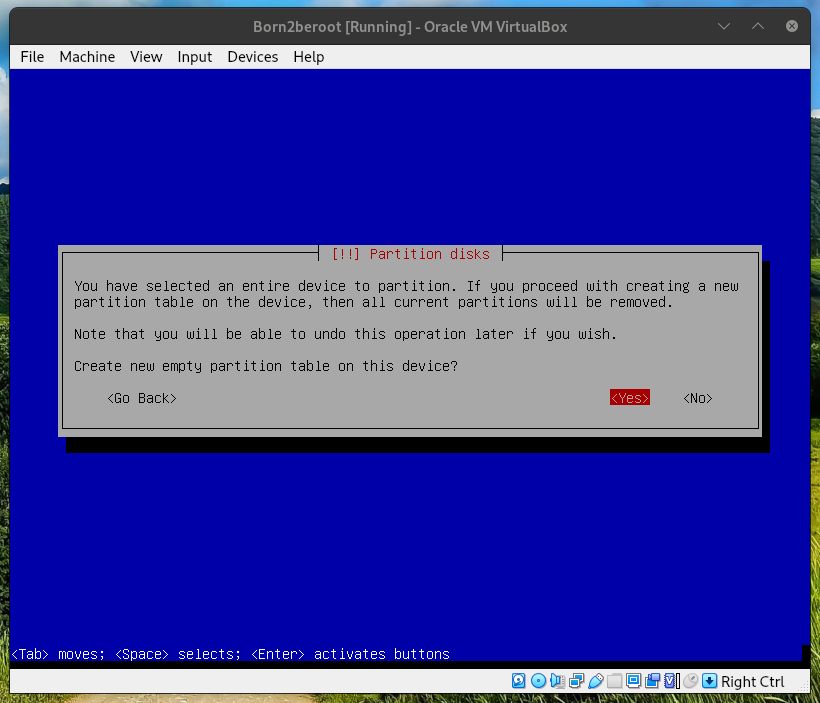 Born2beroot [Running] - Oracle VM VirtualBox
File Machine View Input Devices Help
[!!] Partition disks
You have selected an entire device to partition. If you proceed with creating a new
partition table on the device, then all current partitions will be removed.
Note that you will be able to undo this operation later if you wish.
Create new empty partition table on this device?
<Go Back> <Yes> <No>
<Tab> moves; <Space> selects; <Enter> activates buttons
Right Ctrl